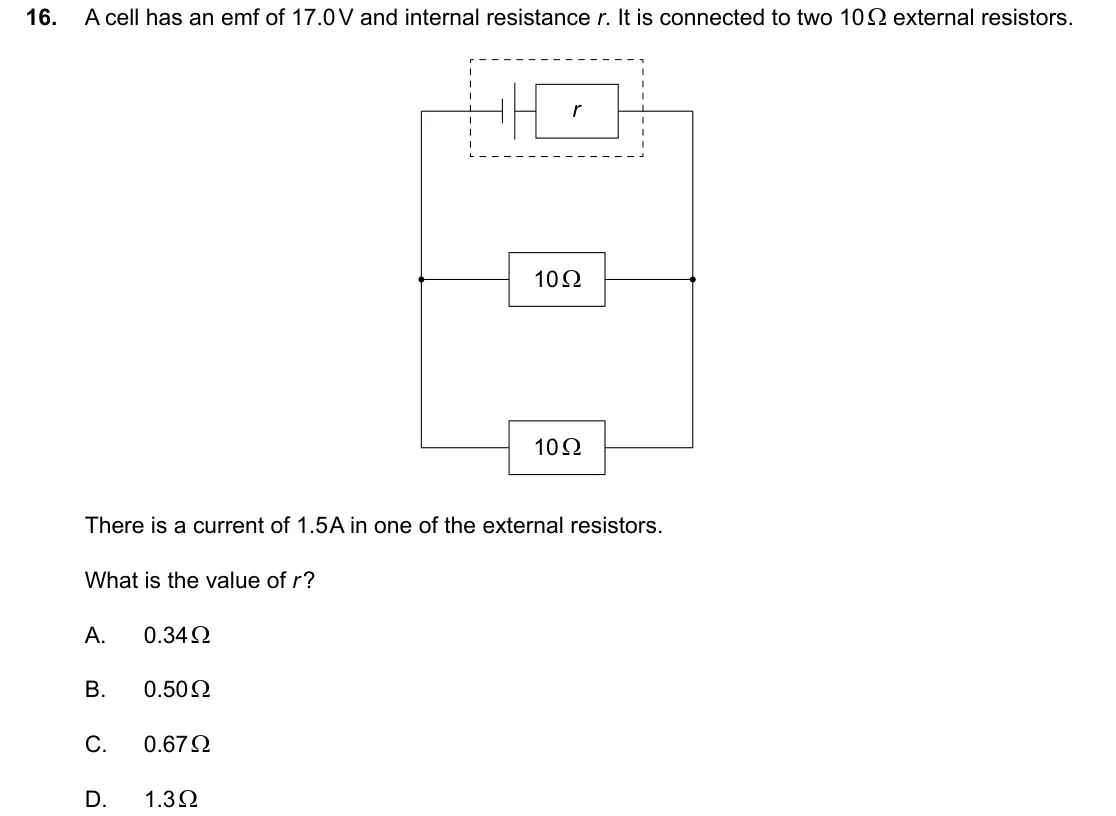 16. A cell has an emf of 17.0 V and internal resistance r. It is connected to two 10 Ω external resistors.
r
10 Ω
10 Ω
There is a current of 1.5 A in one of the external resistors.
What is the value of r?
A. 0.34 Ω
B. 0.50 Ω
C. 0.67 Ω
D. 1.3 Ω